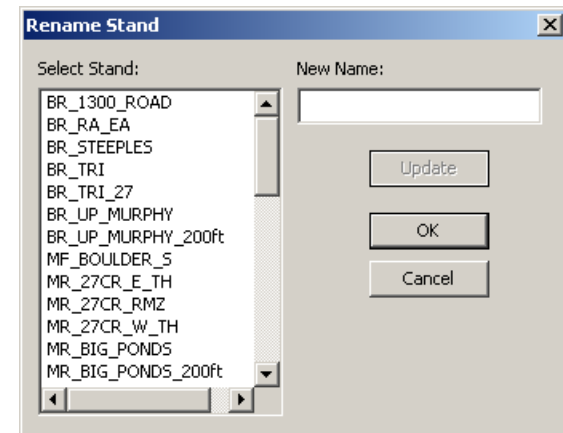 Rename Stand
Select Stand:
BR_1300_ROAD
BR_RA_EA
BR_STEEPLES
BR_TRI
BR_TRI_27
BR_UP_MURPHY
BR_UP_MURPHY_200ft
MF_BOULDER_S
MR_27CR_E_TH
MR_27CR_RMZ
MR_27CR_W_TH
MR_BIG_PONDS
MR_BIG_PONDS_200ft
New Name:
Update
OK
Cancel